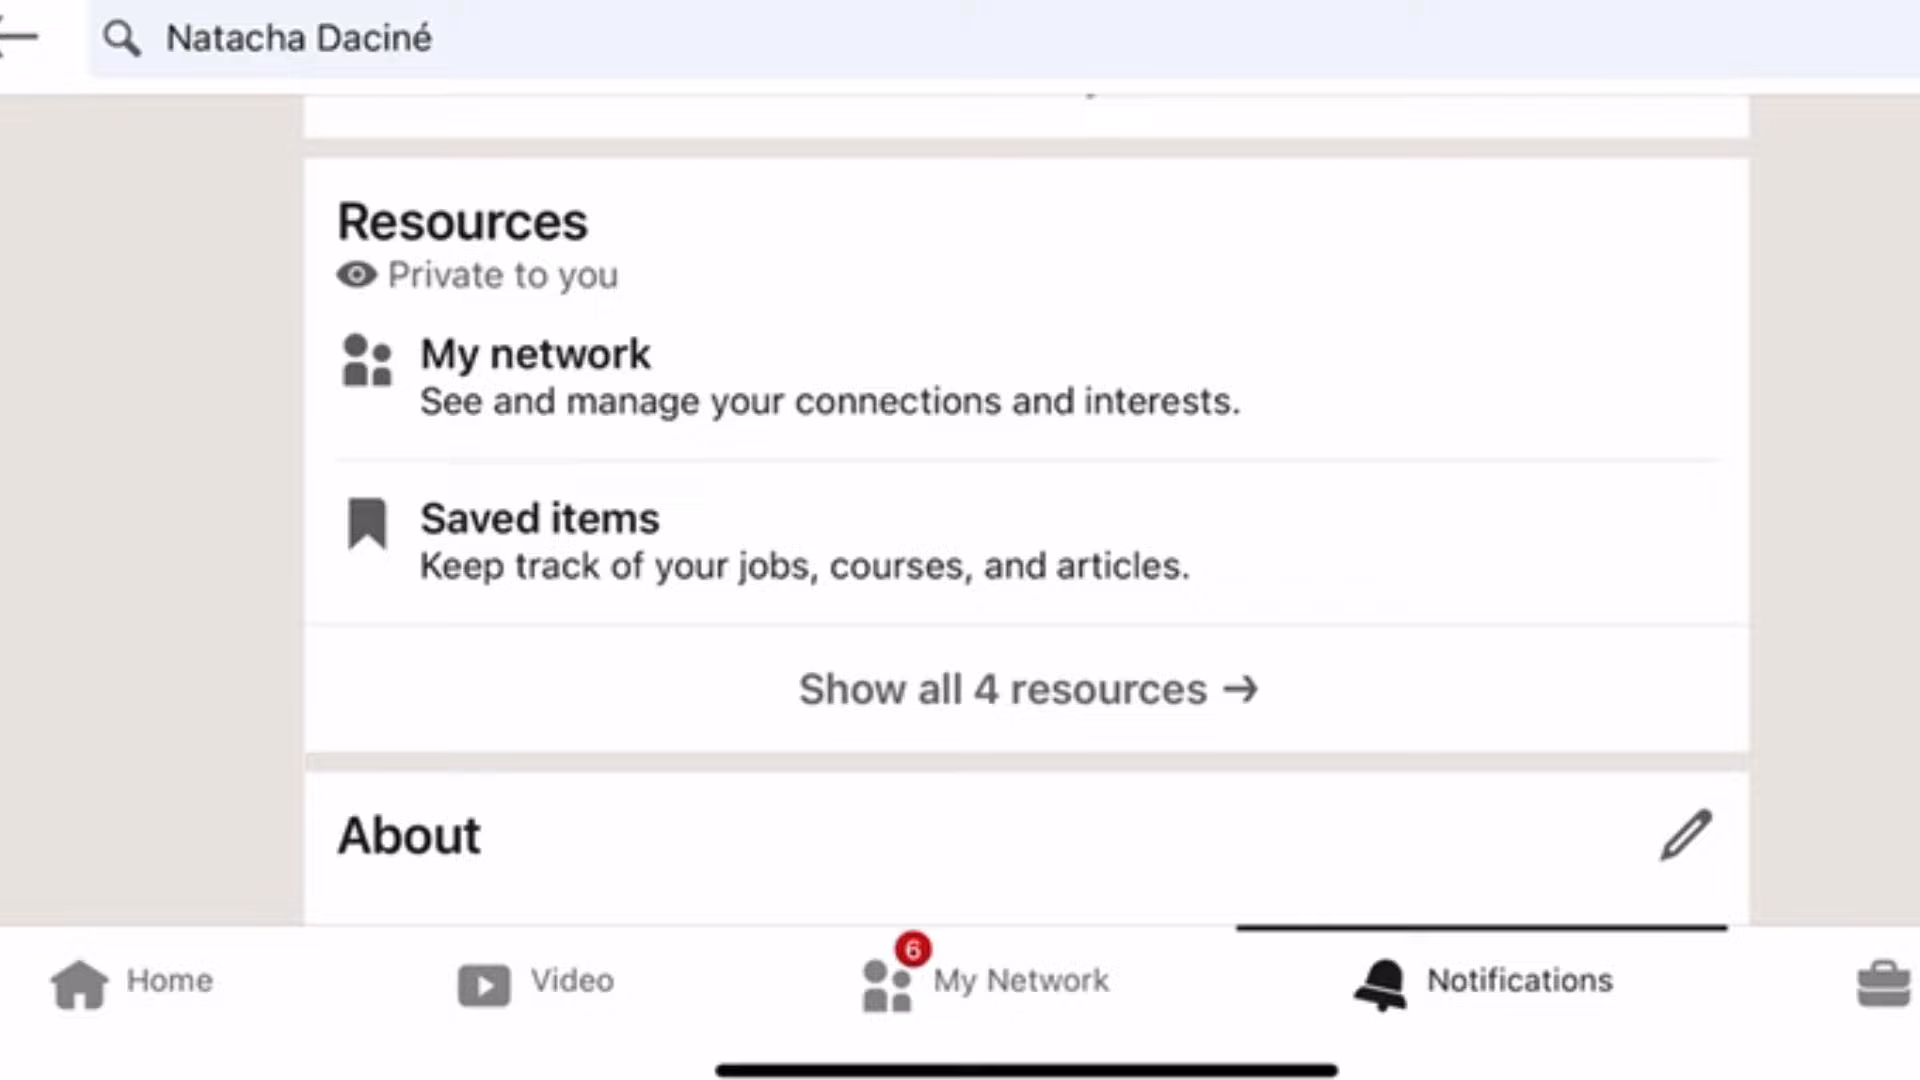 Natacha Daciné
Resources
Private to you
My network
See and manage your connections and interests.
Saved items
Keep track of your jobs, courses, and articles.
Show all 4 resources →
About
6
Home
Video
My Network
Notifications